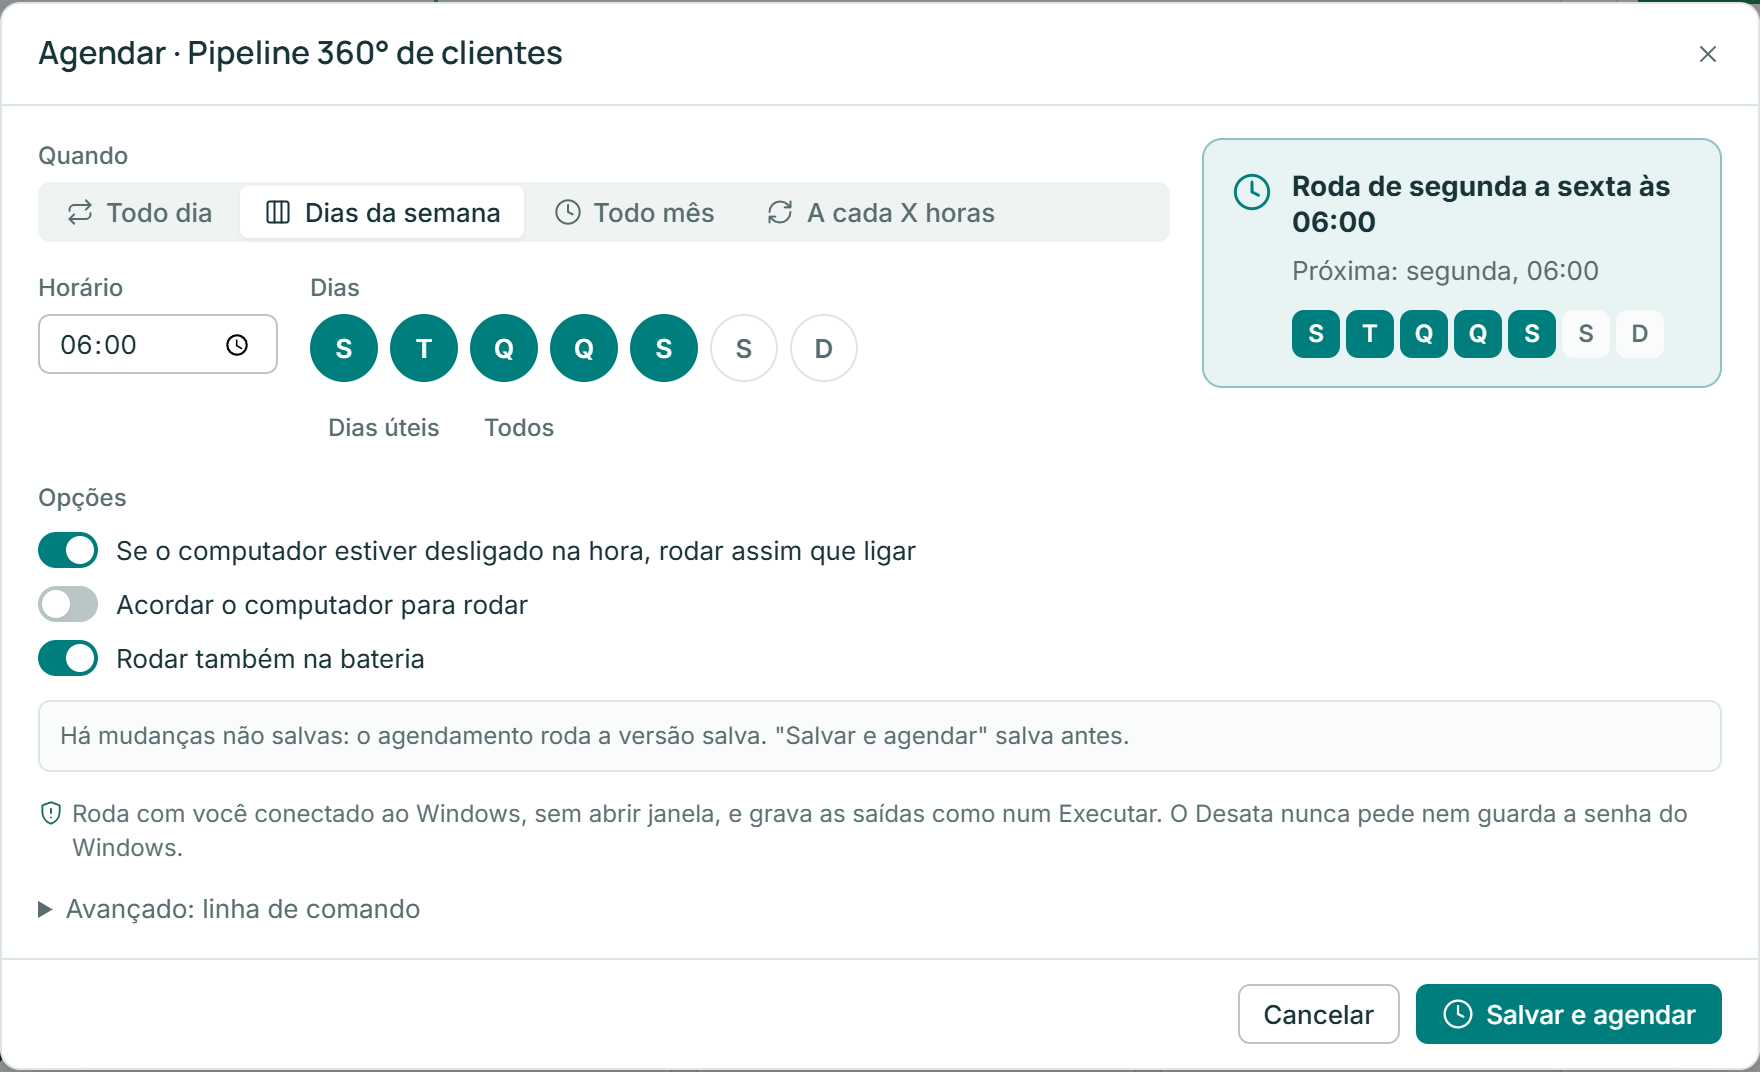 Agendar · Pipeline 360° de clientes
Quando
Todo dia
Dias da semana
Todo mês
A cada X horas
Horário
06:00
Dias
S T Q Q S S D
Dias úteis
Todos
Roda de segunda a sexta às
06:00
Próxima: segunda, 06:00
S T Q Q S S D
Opções
Se o computador estiver desligado na hora, rodar assim que ligar
Acordar o computador para rodar
Rodar também na bateria
Há mudanças não salvas: o agendamento roda a versão salva. "Salvar e agendar" salva antes.
Roda com você conectado ao Windows, sem abrir janela, e grava as saídas como num Executar. O Desata nunca pede nem guarda a senha do
Windows.
Avançado: linha de comando
Cancelar
Salvar e agendar